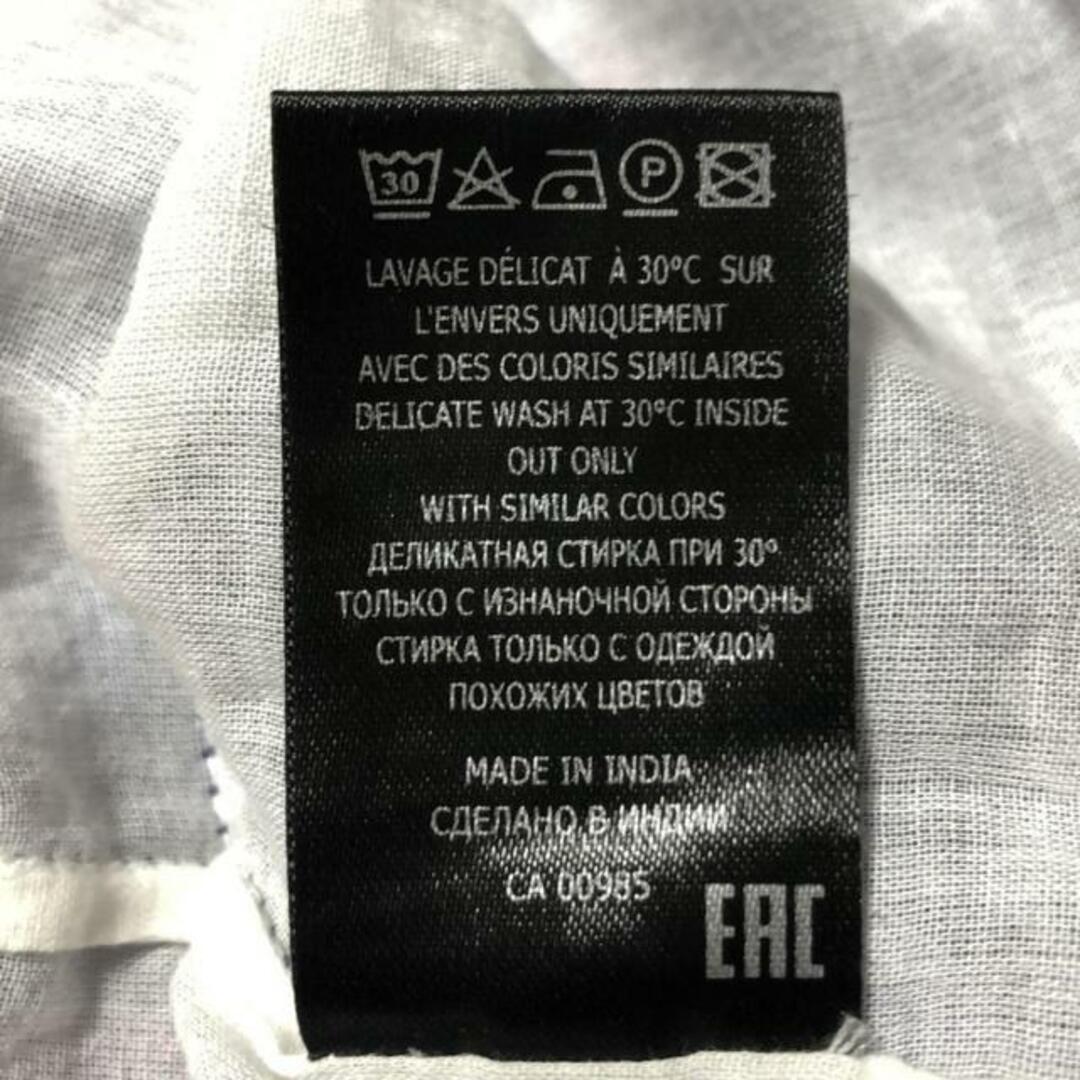 30 P
LAVAGE DÉLICAT À 30°C SUR
L'ENVERS UNIQUEMENT
AVEC DES COLORIS SIMILAIRES
DELICATE WASH AT 30°C INSIDE
OUT ONLY
WITH SIMILAR COLORS
ДЕЛИКАТНАЯ СТИРКА ПРИ 30°
ТОЛЬКО С ИЗНАНОЧНОЙ СТОРОНЫ
СТИРКА ТОЛЬКО С ОДЕЖДОЙ
ПОХОЖИХ ЦВЕТОВ
MADE IN INDIA
СДЕЛАНО В ИНДИИ
CA 00985
EAC